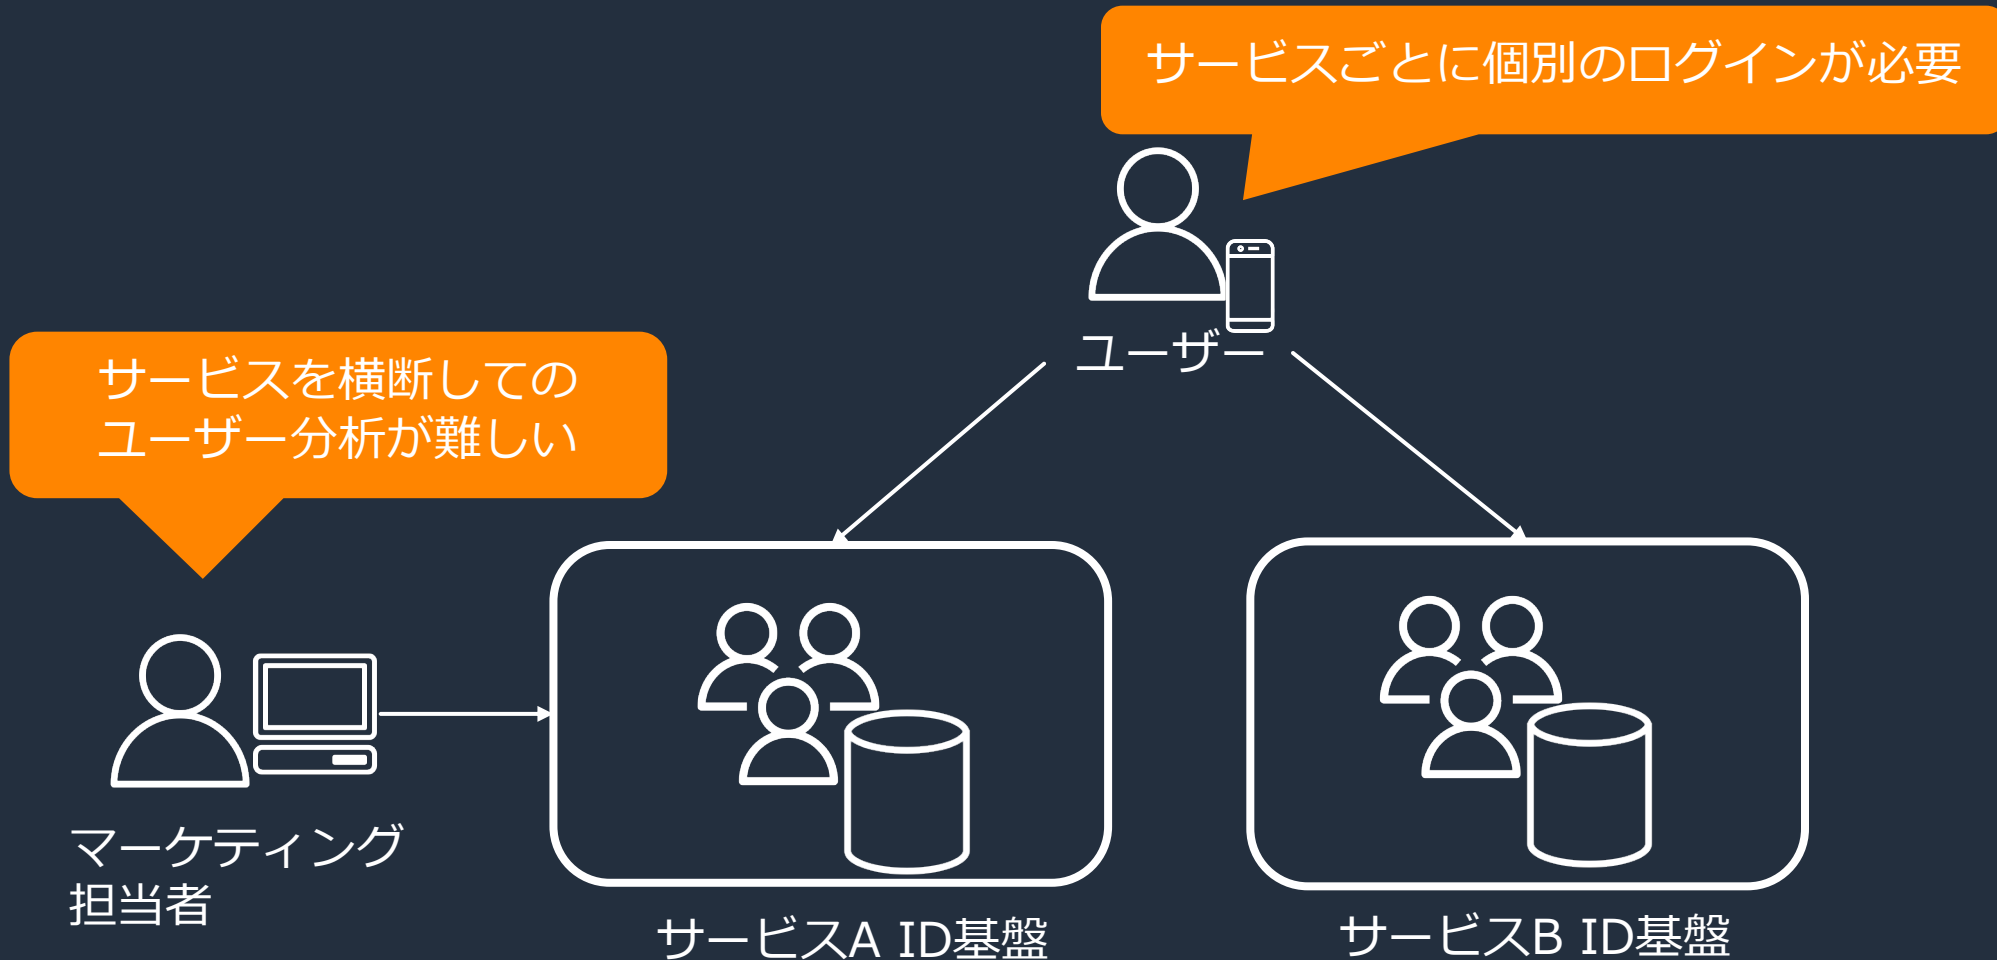 サービスごとに個別のログインが必要
ユーザー
サービスを横断しての
ユーザー分析が難しい
マーケティング
担当者
サービスA ID基盤
サービスB ID基盤